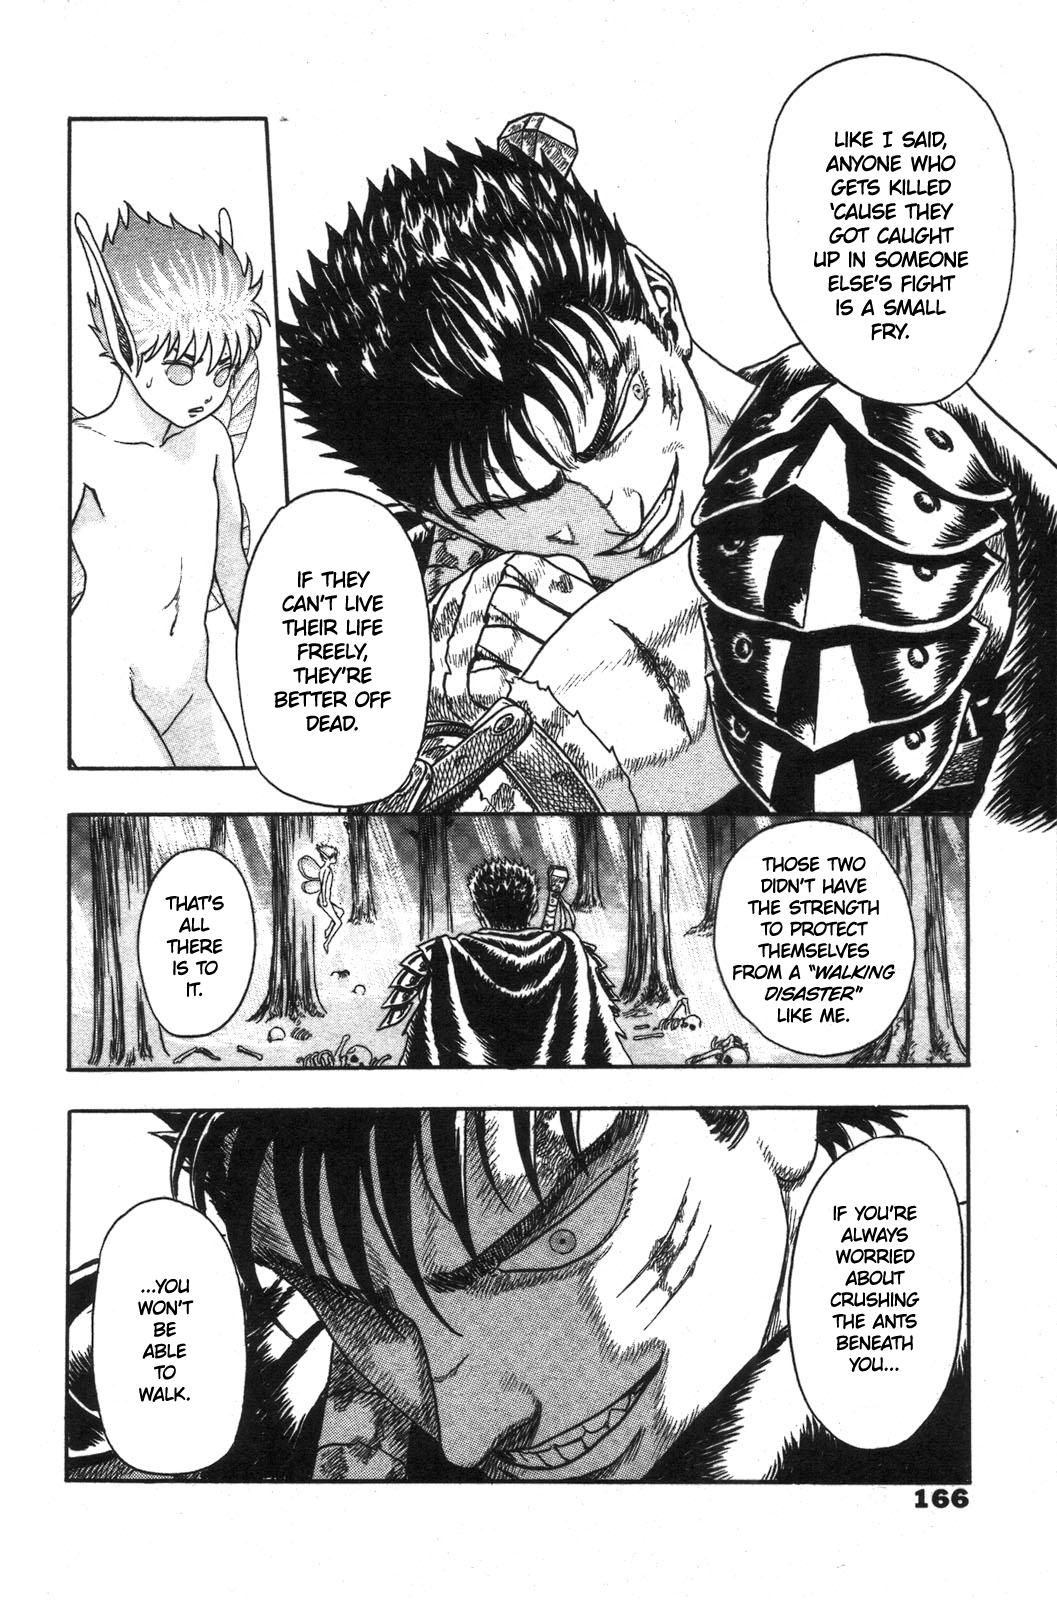 LIKE I SAID,
ANYONE WHO
GETS KILLED
'CAUSE THEY
GOT CAUGHT
UP IN SOMEONE
ELSE'S FIGHT
IS A SMALL
FRY.
IF THEY
CAN'T LIVE
THEIR LIFE
FREELY,
THEY'RE
BETTER OFF
DEAD.
THOSE TWO
DIDN'T HAVE
THE STRENGTH
TO PROTECT
THEMSELVES
FROM A "WALKING
DISASTER"
LIKE ME.
THAT'S
ALL
THERE
IS TO
IT.
IF YOU'RE
ALWAYS
WORRIED
ABOUT
CRUSHING
THE ANTS
BENEATH
YOU...
...YOU
WON'T
BE
ABLE
TO
WALK.
166